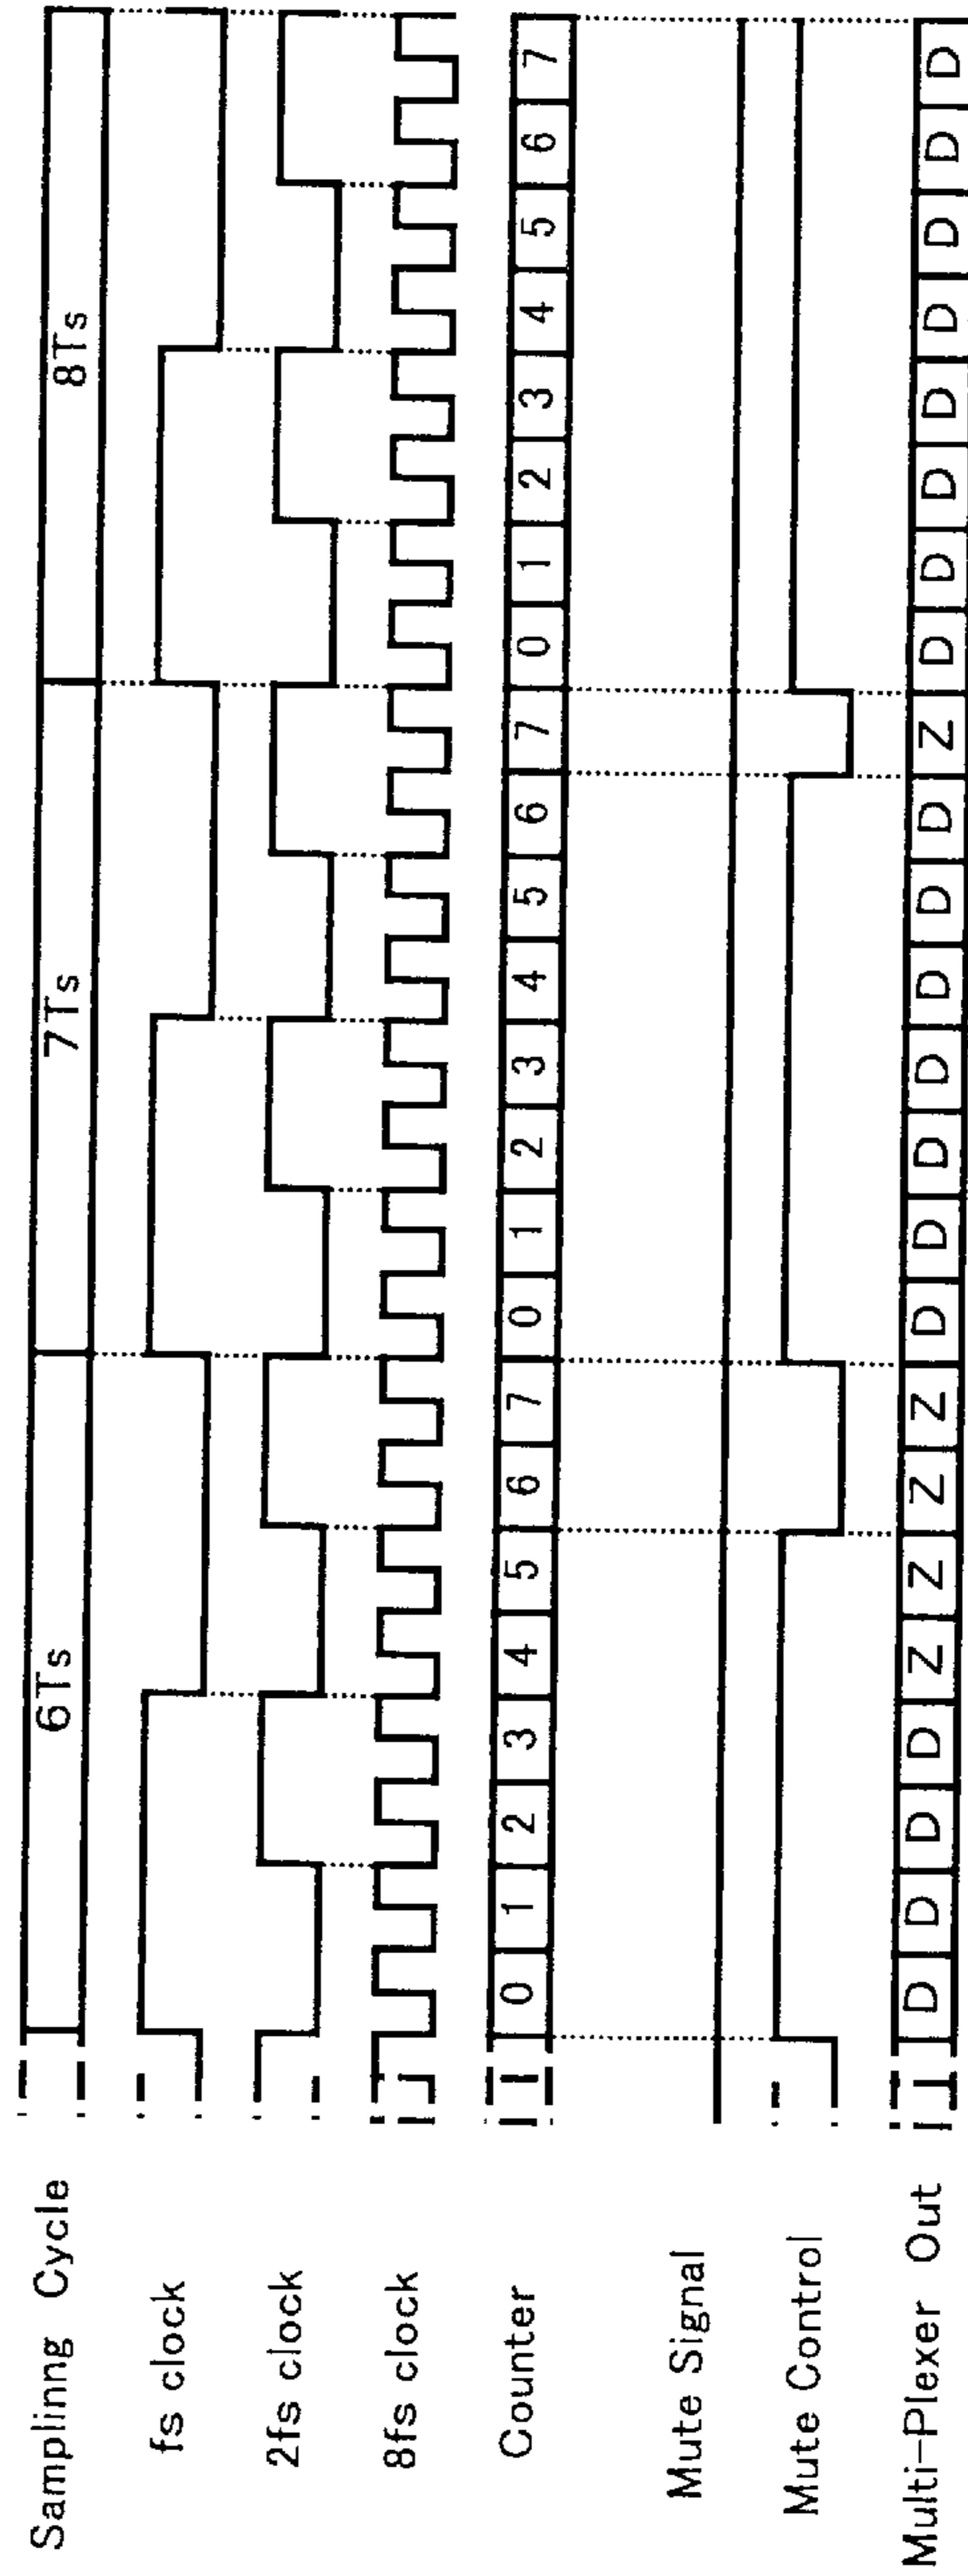 Samplinng Cycle 6Ts 7Ts 8Ts
fs clock
2fs clock
8fs clock
Counter 0 1 2 3 4 5 6 7 0 1 2 3 4 5 6 7 0 1 2 3 4 5 6 7
Mute Signal
Mute Control
Multi-Plexer Out D D D D Z Z Z Z D D D D D D D Z D D D D D D D D